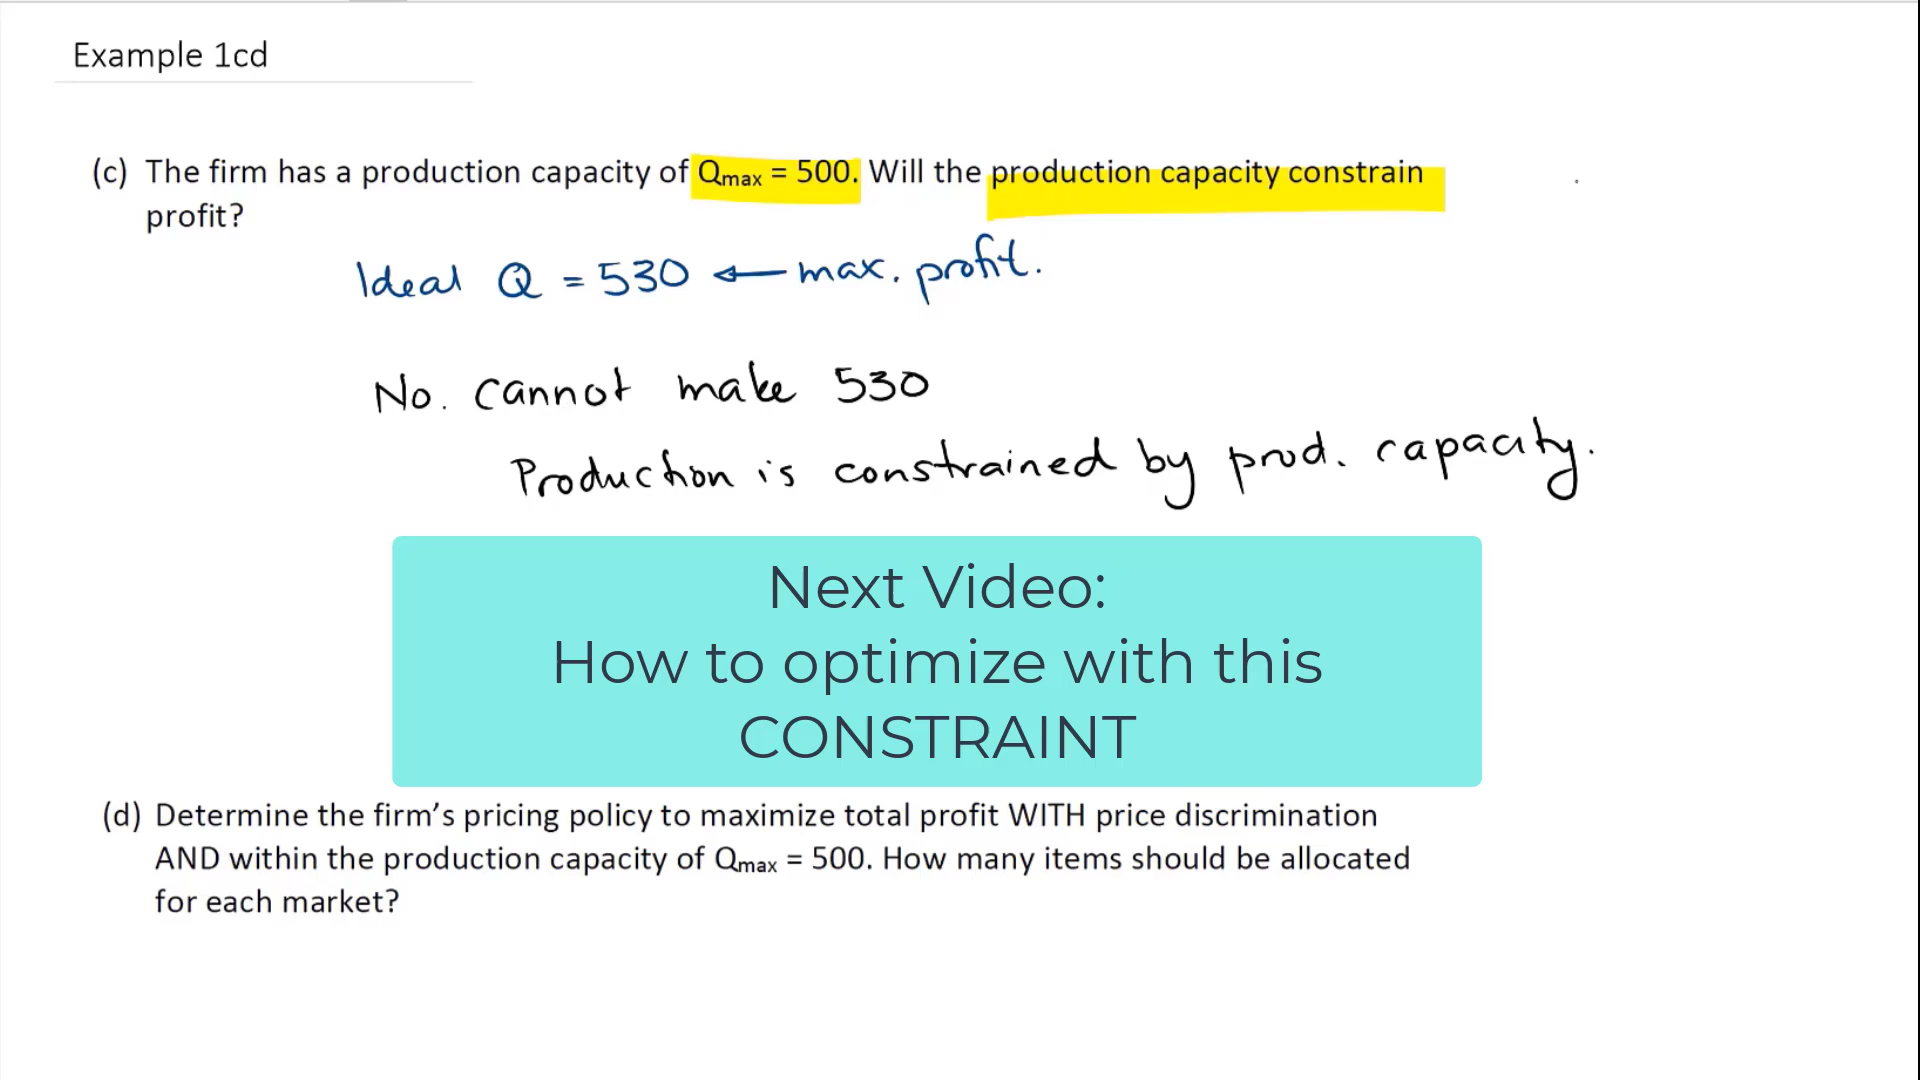 Example 1cd
(c) The firm has a production capacity of Qmax = 500. Will the production capacity constrain
profit?
Ideal Q = 530 ← max. profit.
No. cannot make 530
Production is constrained by prod. capacity.
Next Video:
How to optimize with this
CONSTRAINT
(d) Determine the firm’s pricing policy to maximize total profit WITH price discrimination
AND within the production capacity of Qmax = 500. How many items should be allocated
for each market?